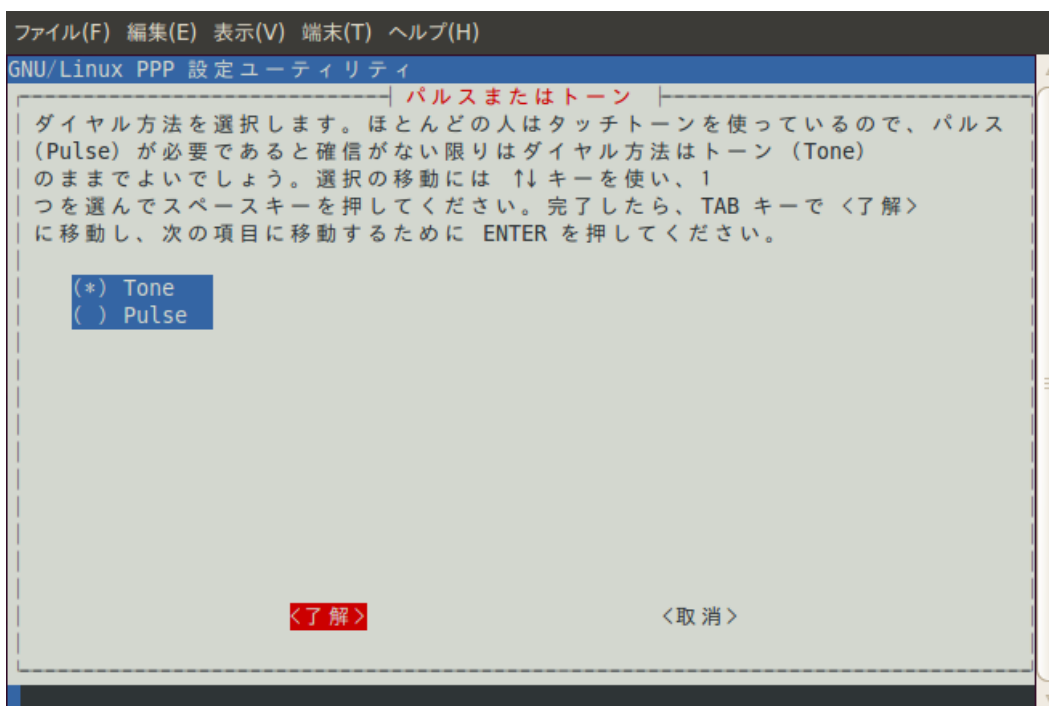 ファイル(F) 編集(E) 表示(V) 端末(T) ヘルプ(H)
GNU/Linux PPP 設定ユーティリティ
パルスまたはトーン
ダイヤル方法を選択します。ほとんどの人はタッチトーンを使っているので、パルス
(Pulse) が必要であると確信がない限りはダイヤル方法はトーン (Tone)
のままでよいでしょう。選択の移動には ↑↓ キーを使い、1
つを選んでスペースキーを押してください。完了したら、TAB キーで <了解>
に移動し、次の項目に移動するために ENTER を押してください。
(*) Tone
( ) Pulse
<了解> <取消>